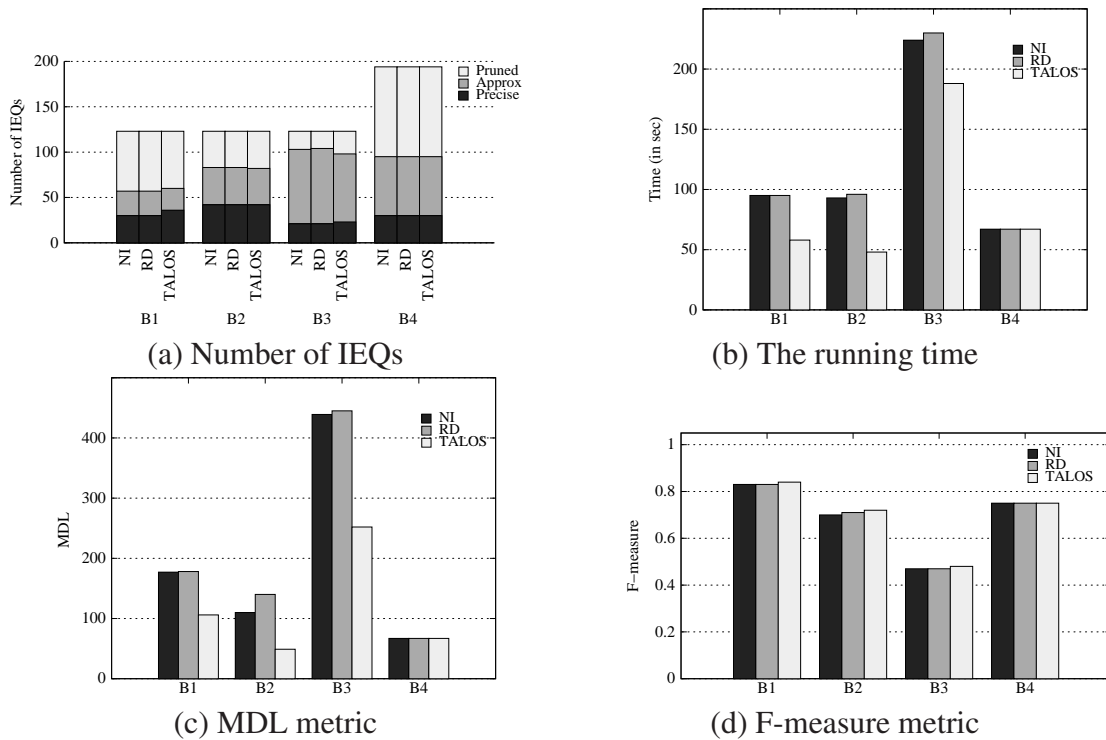 200
150
100
50
0
Number of IEQs
Pruned
Approx
Precise
NI
RD
TALOS
NI
RD
TALOS
NI
RD
TALOS
NI
RD
TALOS
B1 B2 B3 B4
(a) Number of IEQs
200
150
100
50
0
Time (in sec)
NI
RD
TALOS
B1 B2 B3 B4
(b) The running time
400
300
200
100
0
MDL
NI
RD
TALOS
B1 B2 B3 B4
(c) MDL metric
1
0.8
0.6
0.4
0.2
0
F−measure
NI
RD
TALOS
B1 B2 B3 B4
(d) F-measure metric